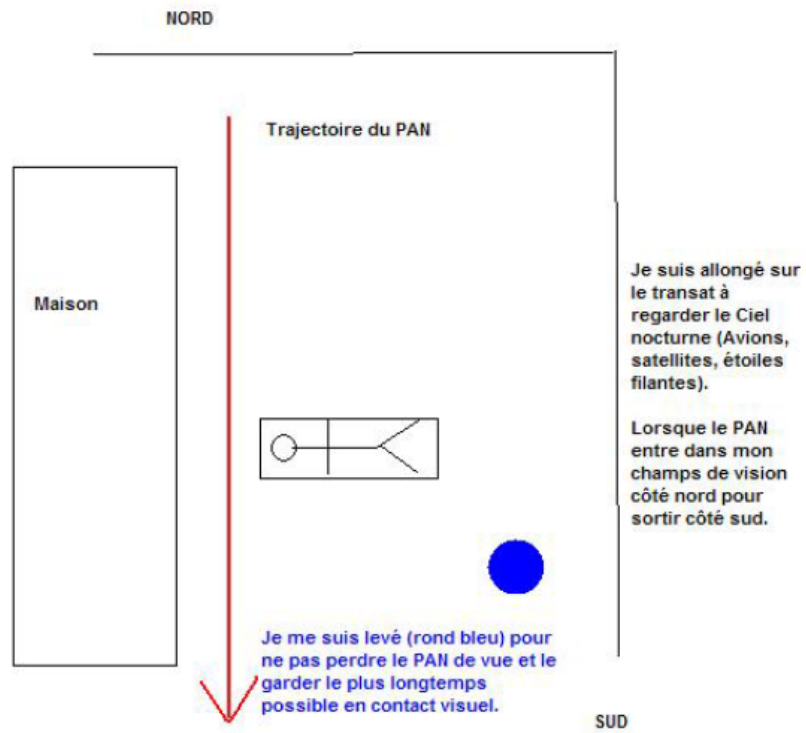 NORD
Trajectoire du PAN
Maison
Je suis allongé sur
le transat à
regarder le Ciel
nocturne (Avions,
satellites, étoiles
filantes).
Lorsque le PAN
entre dans mon
champs de vision
côté nord pour
sortir côté sud.
Je me suis levé (rond bleu) pour
ne pas perdre le PAN de vue et le
garder le plus longtemps
possible en contact visuel.
SUD